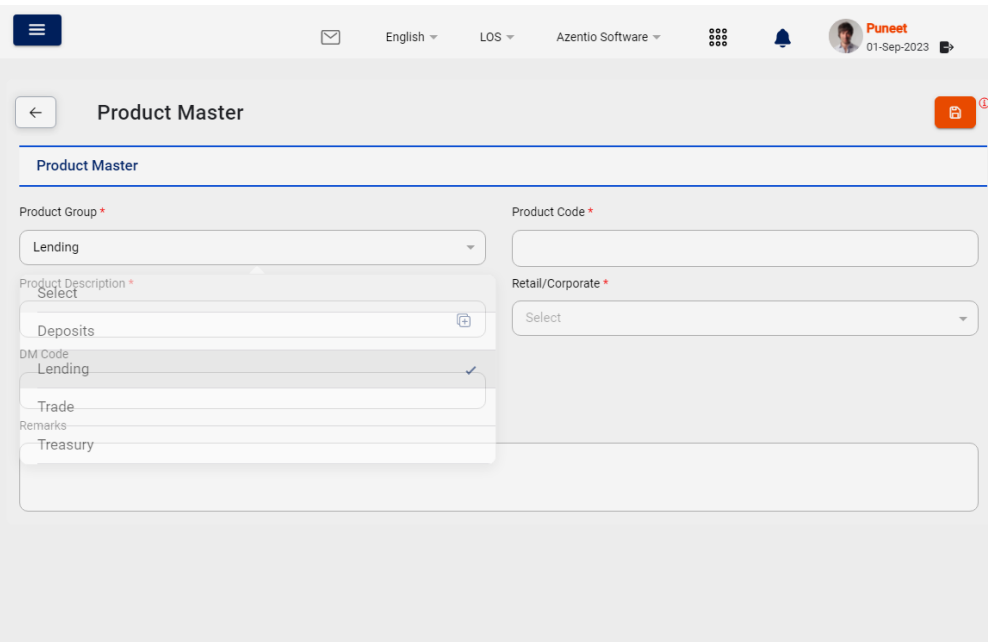 English
LOS
Azentio Software
Puneet
01-Sep-2023
Product Master
Product Master
Product Group *
Product Code *
Lending
Product Description *
Retail/Corporate *
Select
Select
Deposits
DM Code
Lending
Trade
Remarks
Treasury